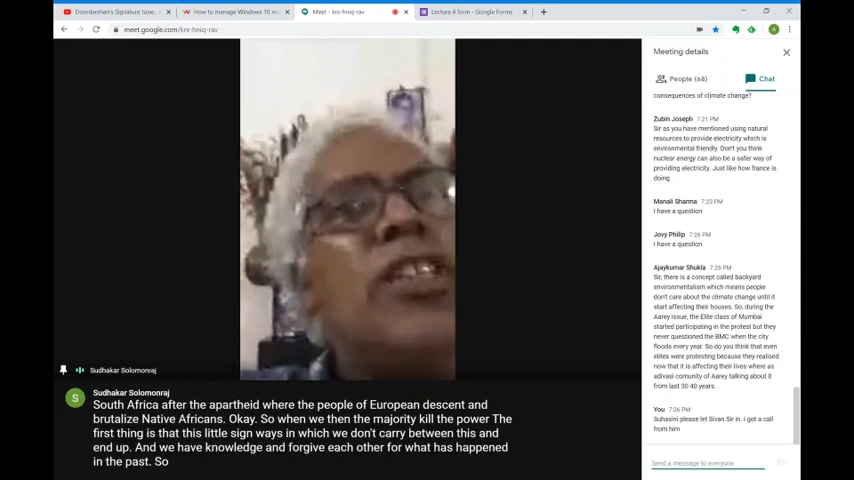 Doordarshan's Signature tune..
How to manage Windows 10 m
Meet - krx-hniq-rav
Lecture 4 form - Google Forms
meet.google.com/krx-hniq-rav
A
Sudhakar Solomonraj
S
Sudhakar Solomonraj
South Africa after the apartheid where the people of European descent and
brutalize Native Africans. Okay. So when we then the majority kill the power The
first thing is that this little sign ways in which we don't carry between this and
end up. And we have knowledge and forgive each other for what has happened
in the past. So
Meeting details
People (68)
Chat
consequences of climate change?
Zubin Joseph 7:21 PM
Sir as you have mentioned using natural
resources to provide electricity which is
environmental friendly. Don't you think
nuclear energy can also be a safer way of
providing electricity. Just like how france is
doing
Manali Sharma 7:23 PM
I have a question
Jovy Philip 7:26 PM
I have a question
Ajaykumar Shukla 7:26 PM
Sir, there is a concept called backyard
environmentalism which means people
don't care about the climate change until it
start affecting their houses. So, during the
Aarey issue, the Elite class of Mumbai
started participating in the protest but they
never questioned the BMC when the city
floods every year. So do you think that even
elites were protesting because they realised
now that it is affecting their lives where as
adivasi comunity of Aarey talking about it
from last 30 40 years.
You 7:26 PM
Suhasini please let Sivan Sir in. I got a call
from him
Send a message to everyone